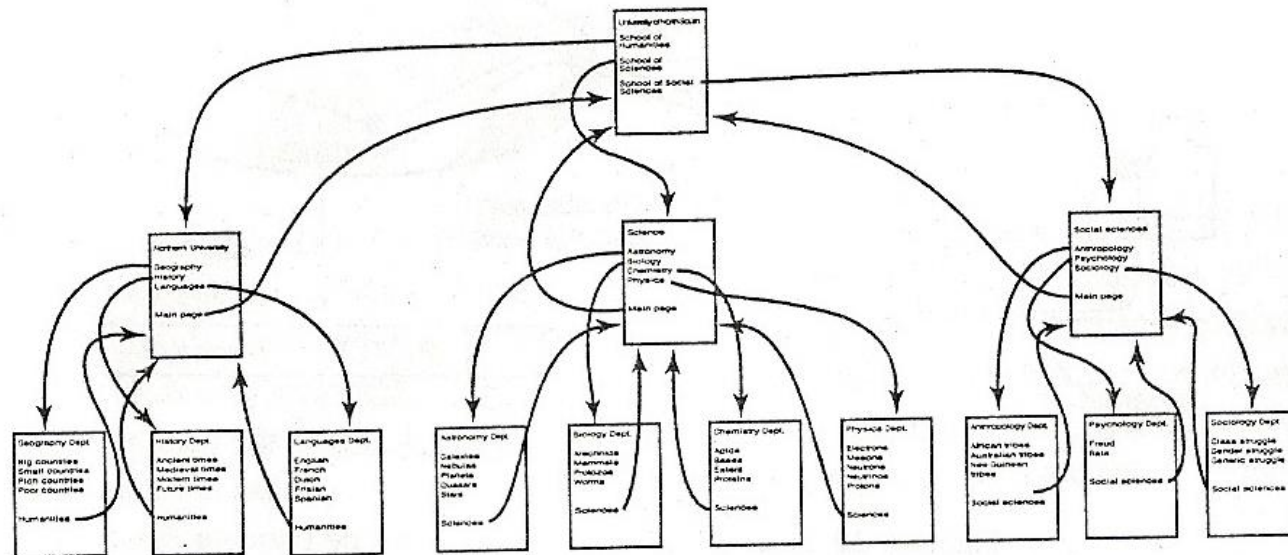 School of
Humanities
School of
Sciences
School of Social
Sciences
Northern University
Geography
History
Languages
Main page
Science
Astronomy
Biology
Chemistry
Physics
Main page
Social sciences
Anthropology
Psychology
Sociology
Main page
Geography Dept.
Big countries
Small countries
Rich countries
Poor countries
Humanities
History Dept.
Ancient times
Medieval times
Modern times
Future times
Humanities
Languages Dept.
English
French
Dutch
Frisian
Spanish
Humanities
Astronomy Dept.
Galaxies
Nebulas
Planets
Quasars
Stars
Sciences
Biology Dept.
Arachnids
Mammals
Protozoa
Worms
Sciences
Chemistry Dept.
Acids
Bases
Esters
Proteins
Sciences
Physics Dept.
Electrons
Mesons
Neutrons
Neutrinos
Protons
Sciences
Anthropology Dept.
African tribes
Australian tribes
New Guinean
tribes
Social sciences
Psychology Dept.
Freud
Rats
Social sciences
Sociology Dept.
Class struggle
Gender struggle
Generic struggle
Social sciences